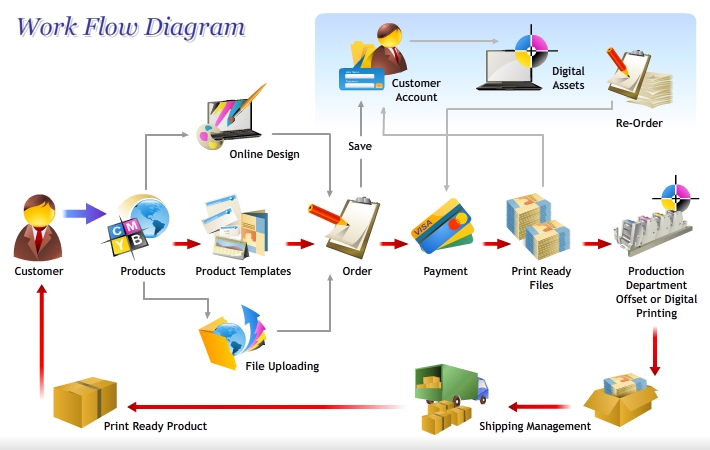 Work Flow Diagram
Customer
Account
Digital
Assets
Re-Order
Online Design
Save
C
M
Y
B
VISA
Customer
Products
Product Templates
Order
Payment
Print Ready
Files
Production
Department
Offset or Digital
Printing
File Uploading
Print Ready Product
Shipping Management